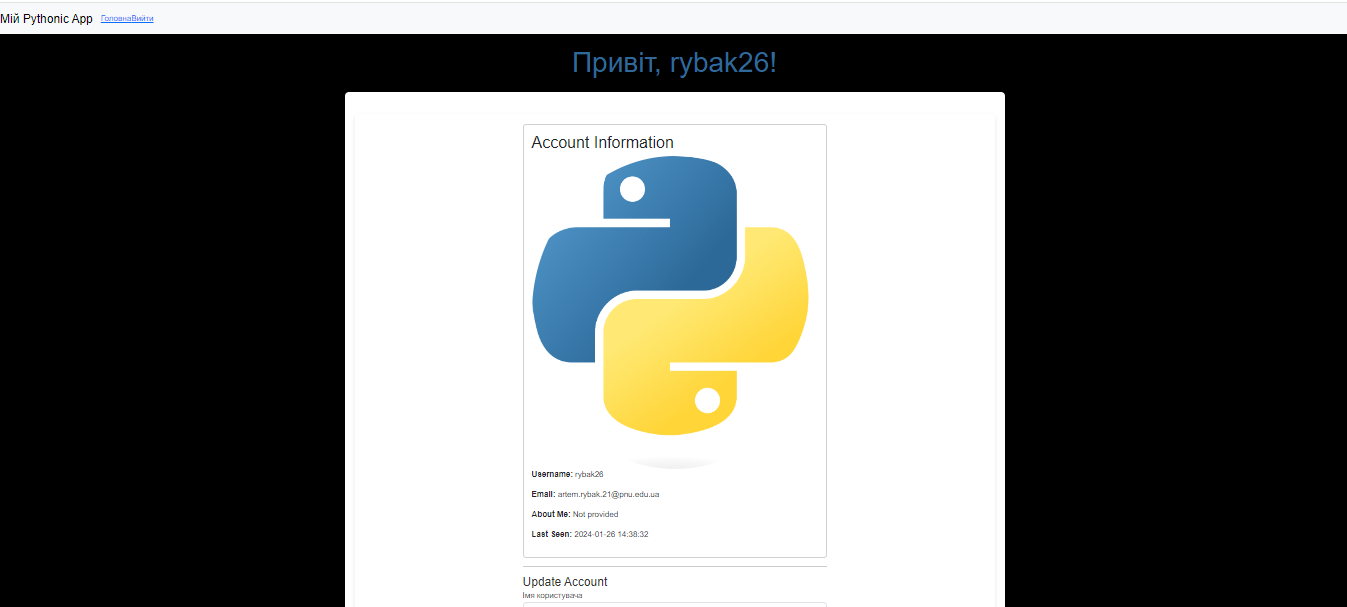 Мій Pythonic App ГоловнаВийти
Привіт, rybak26!
Account Information
Username: rybak26
Email: artem.rybak.21@pnu.edu.ua
About Me: Not provided
Last Seen: 2024-01-26 14:38:32
Update Account
Імя користувача